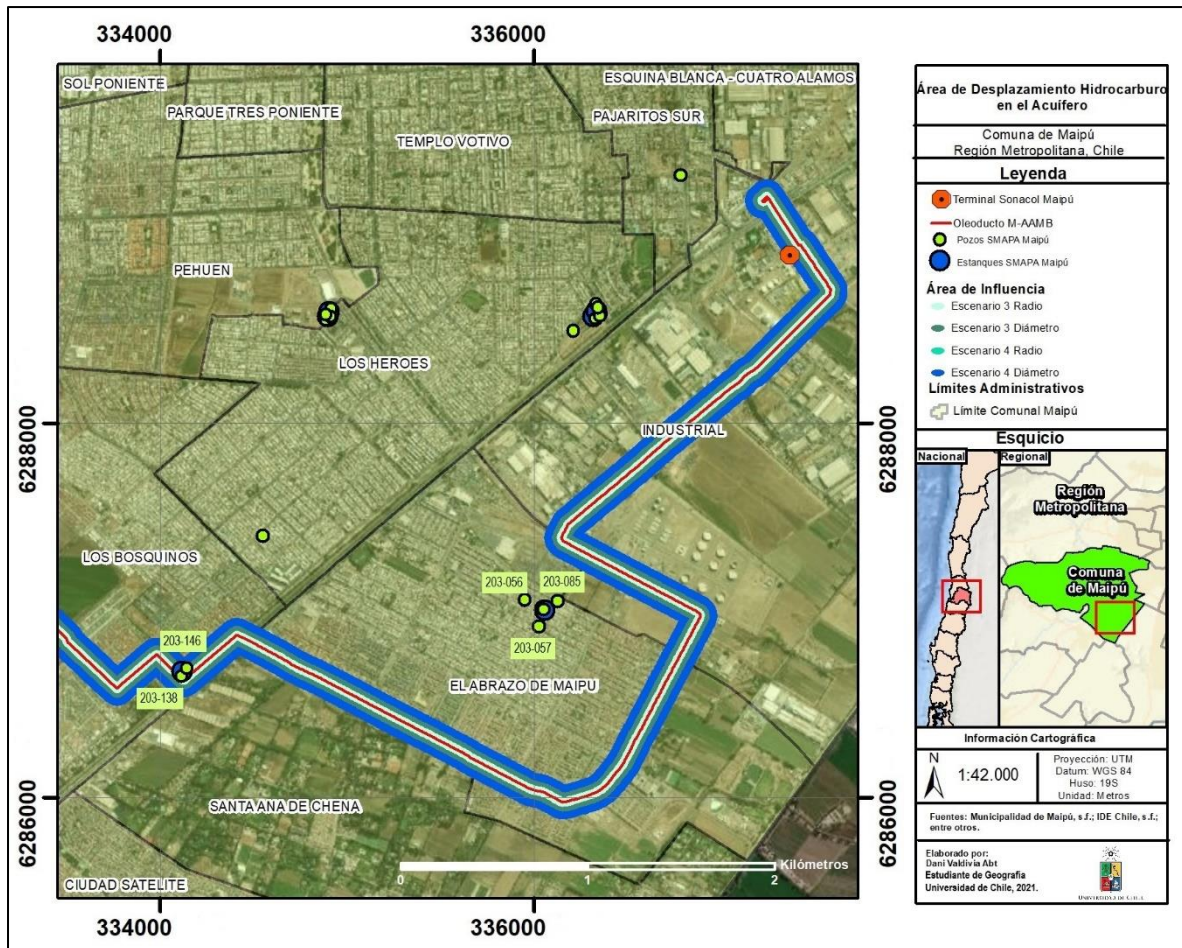 334000
336000
SOL PONIENTE
ESQUINA BLANCA - CUATRO ALAMOS
PARQUE TRES PONIENTE
PAJARITOS SUR
TEMPLO VOTIVO
PEHUEN
LOS HEROES
INDUSTRIAL
6288000
6288000
LOS BOSQUINOS
203-056
203-085
203-057
203-146
203-138
EL ABRAZO DE MAIPU
SANTA ANA DE CHENA
6286000
6286000
CIUDAD SATELITE
Kilómetros
0
1
2
334000
336000
Área de Desplazamiento Hidrocarburo
en el Acuífero
Comuna de Maipú
Región Metropolitana, Chile
Leyenda
Terminal Sonacol Maipú
Oleoducto M-AAMB
Pozos SMAPA Maipú
Estanques SMAPA Maipú
Área de Influencia
Escenario 3 Radio
Escenario 3 Diámetro
Escenario 4 Radio
Escenario 4 Diámetro
Límites Administrativos
Límite Comunal Maipú
Esquicio
Nacional
Regional
Región
Metropolitana
Comuna
de Maipú
Información Cartográfica
N
1:42.000
Proyección: UTM
Datum: WGS 84
Huso: 19S
Unidad: Metros
Fuentes: Municipalidad de Maipú, s.f.; IDE Chile, s.f.;
entre otros.
Elaborado por:
Dani Valdivia Abt
Estudiante de Geografía
Universidad de Chile, 2021.
UNIVERSIDAD DE CHILE